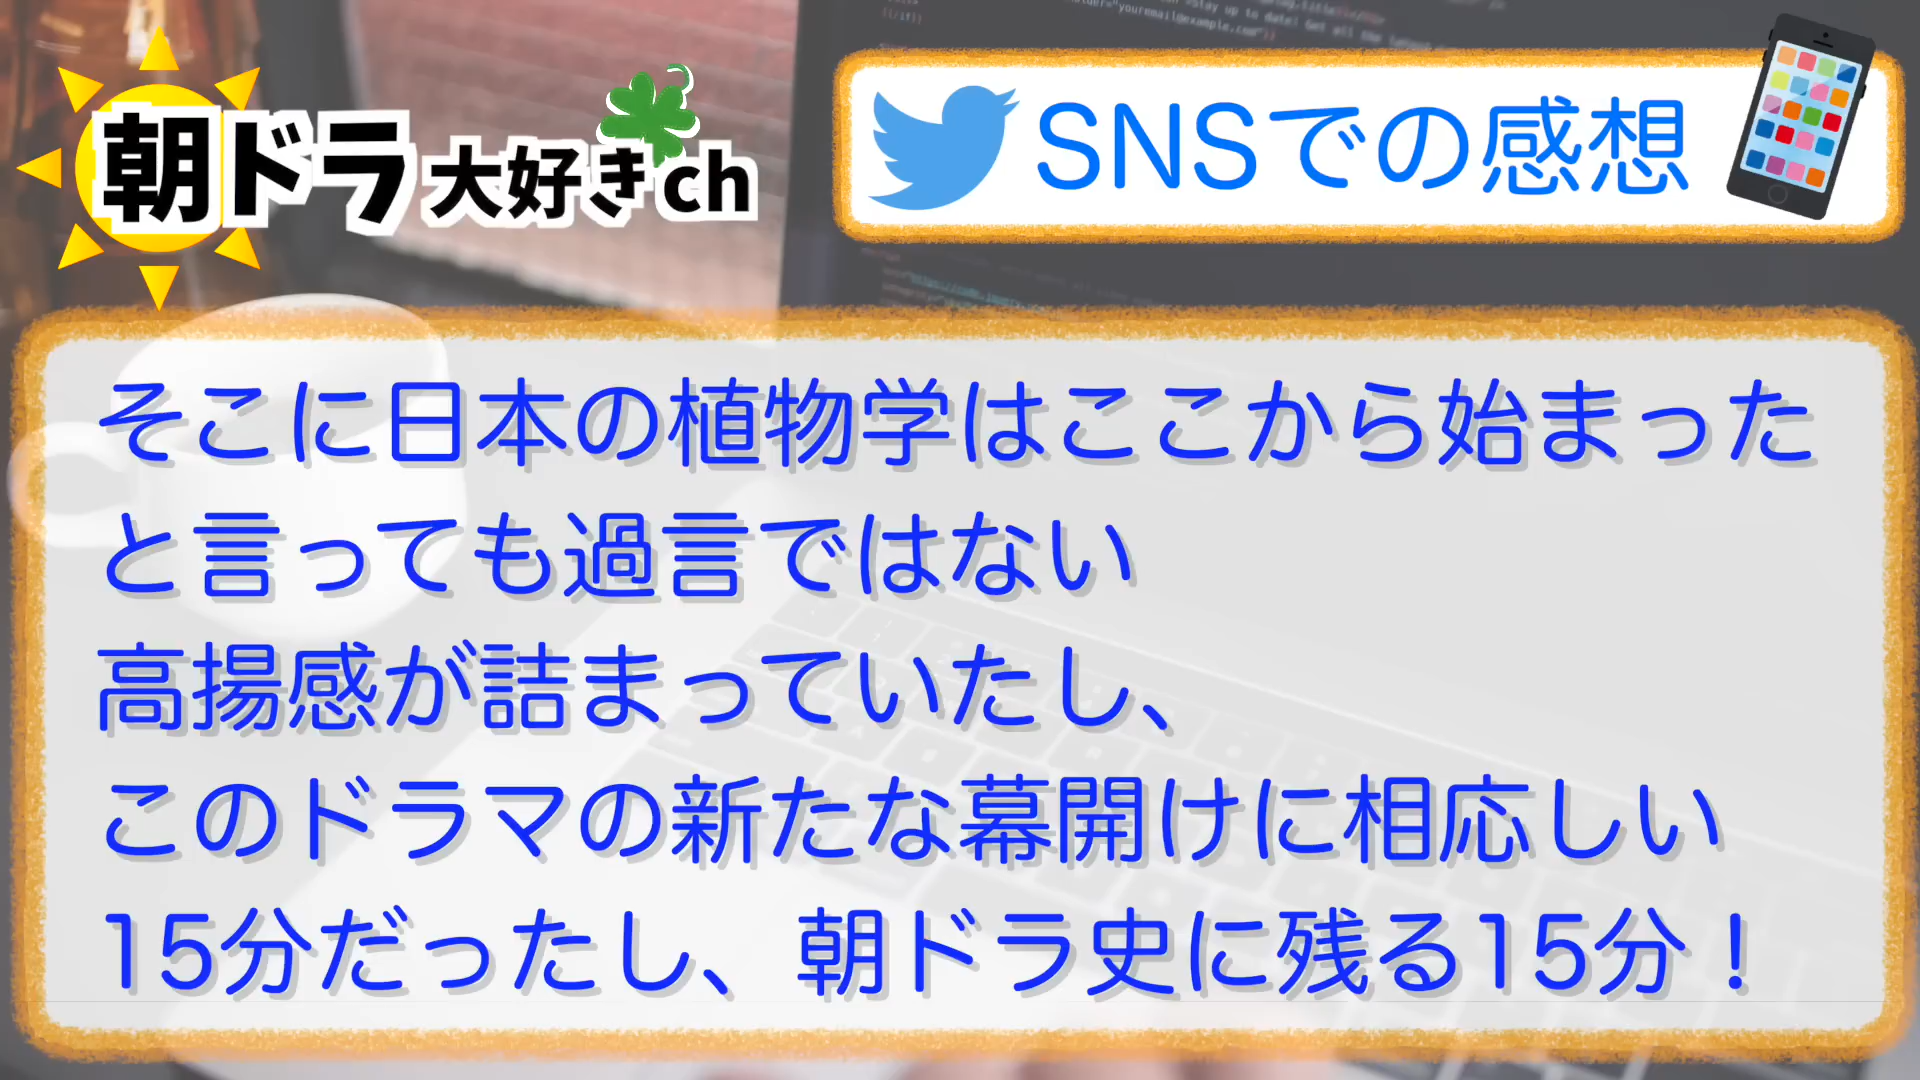 朝ドラ大好きch
SNSでの感想
そこに日本の植物学はここから始まった
と言っても過言ではない
高揚感が詰まっていたし、
このドラマの新たな幕開けに相応しい
15分だったし、朝ドラ史に残る15分！